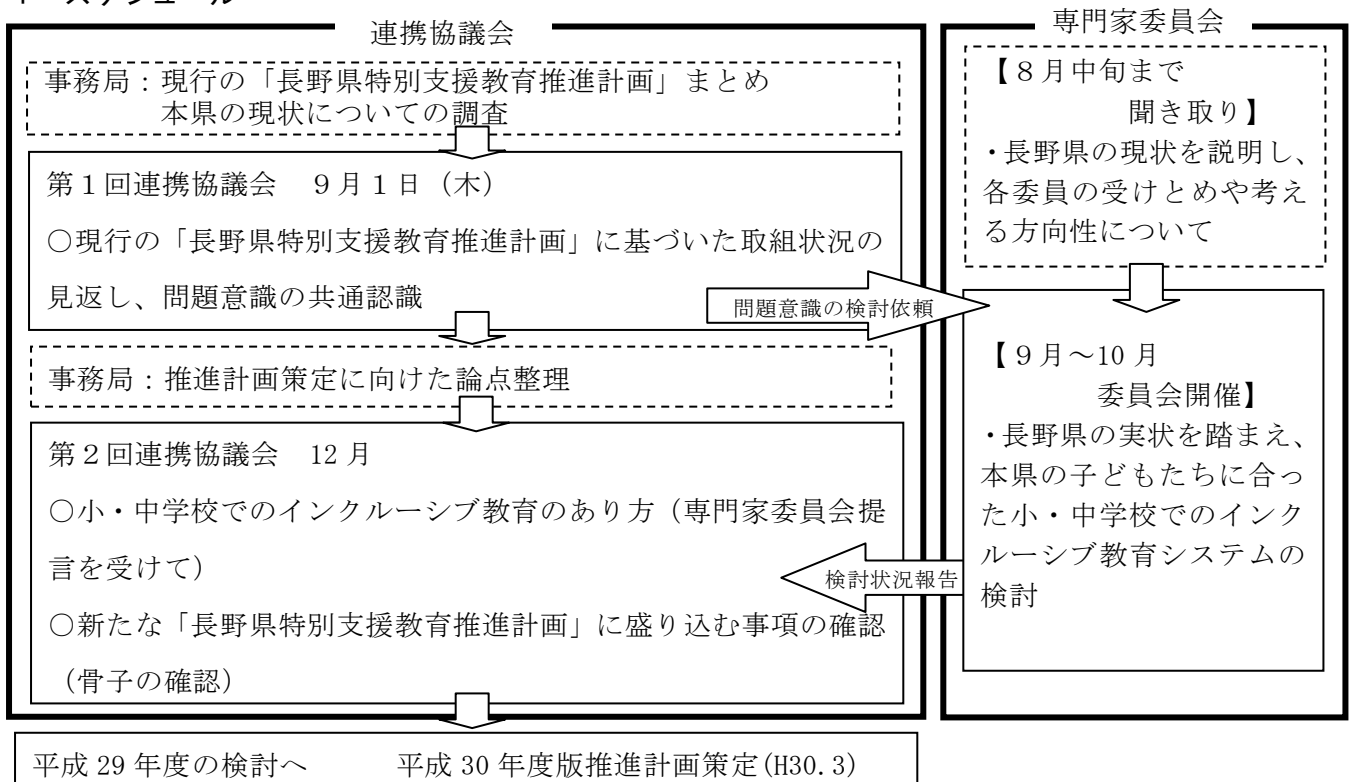 連携協議会
事務局：現行の「長野県特別支援教育推進計画」まとめ
本県の現状についての調査
第１回連携協議会　９月１日（木）
○現行の「長野県特別支援教育推進計画」に基づいた取組状況の
見返し、問題意識の共通認識
問題意識の検討依頼
事務局：推進計画策定に向けた論点整理
第２回連携協議会　12 月
○小・中学校でのインクルーシブ教育のあり方（専門家委員会提
言を受けて）
○新たな「長野県特別支援教育推進計画」に盛り込む事項の確認
（骨子の確認）
検討状況報告
専門家委員会
【８月中旬まで
聞き取り】
・長野県の現状を説明し、
各委員の受けとめや考え
る方向性について
【９月～10 月
委員会開催】
・長野県の実状を踏まえ、
本県の子どもたちに合っ
た小・中学校でのインク
ルーシブ教育システムの
検討
平成 29 年度の検討へ　　平成 30 年度版推進計画策定(H30.3)